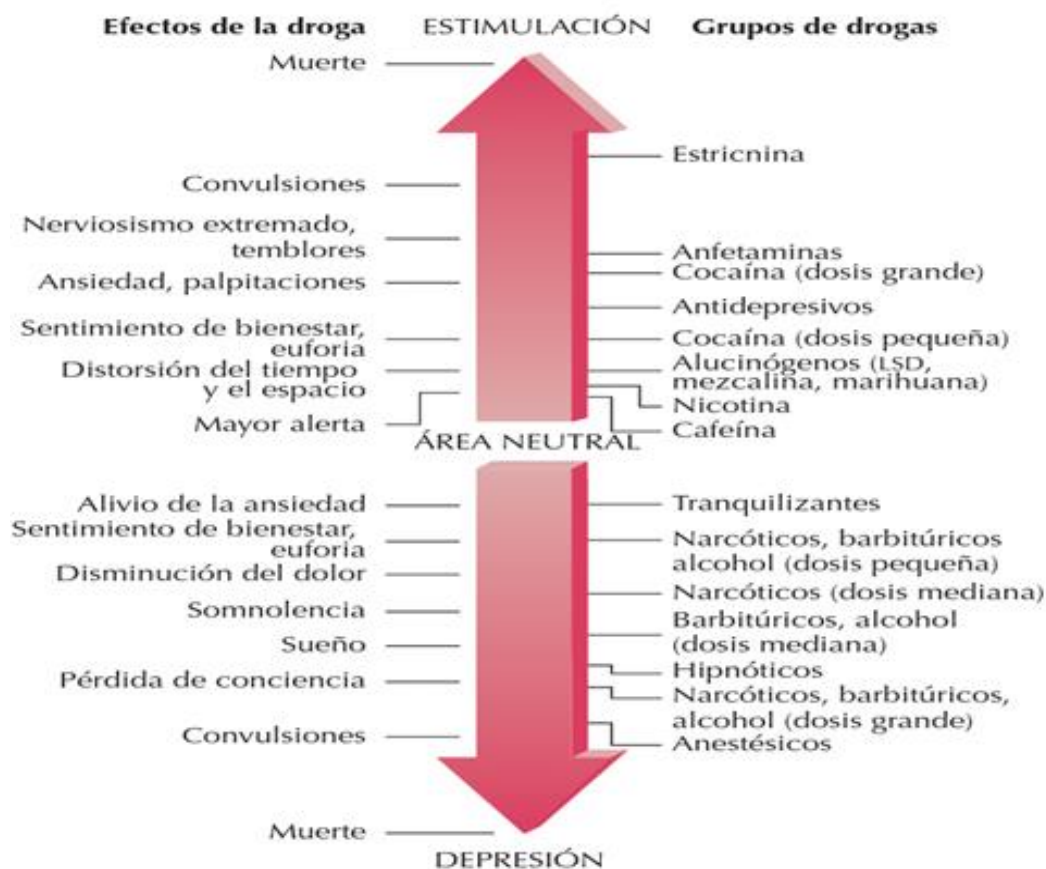 Efectos de la droga
ESTIMULACIÓN
Grupos de drogas
Muerte
Convulsiones
Nerviosismo extremado,
temblores
Ansiedad, palpitaciones
Sentimiento de bienestar,
euforia
Distorsión del tiempo
y el espacio
Mayor alerta
Estricnina
Anfetaminas
Cocaína (dosis grande)
Antidepresivos
Cocaína (dosis pequeña)
Alucinógenos (LSD,
mezcalina, marihuana)
Nicotina
Cafeína
ÁREA NEUTRAL
Alivio de la ansiedad
Sentimiento de bienestar,
euforia
Disminución del dolor
Somnolencia
Sueño
Pérdida de conciencia
Convulsiones
Muerte
Tranquilizantes
Narcóticos, barbitúricos
alcohol (dosis pequeña)
Narcóticos (dosis mediana)
Barbitúricos, alcohol
(dosis mediana)
Hipnóticos
Narcóticos, barbitúricos,
alcohol (dosis grande)
Anestésicos
DEPRESIÓN